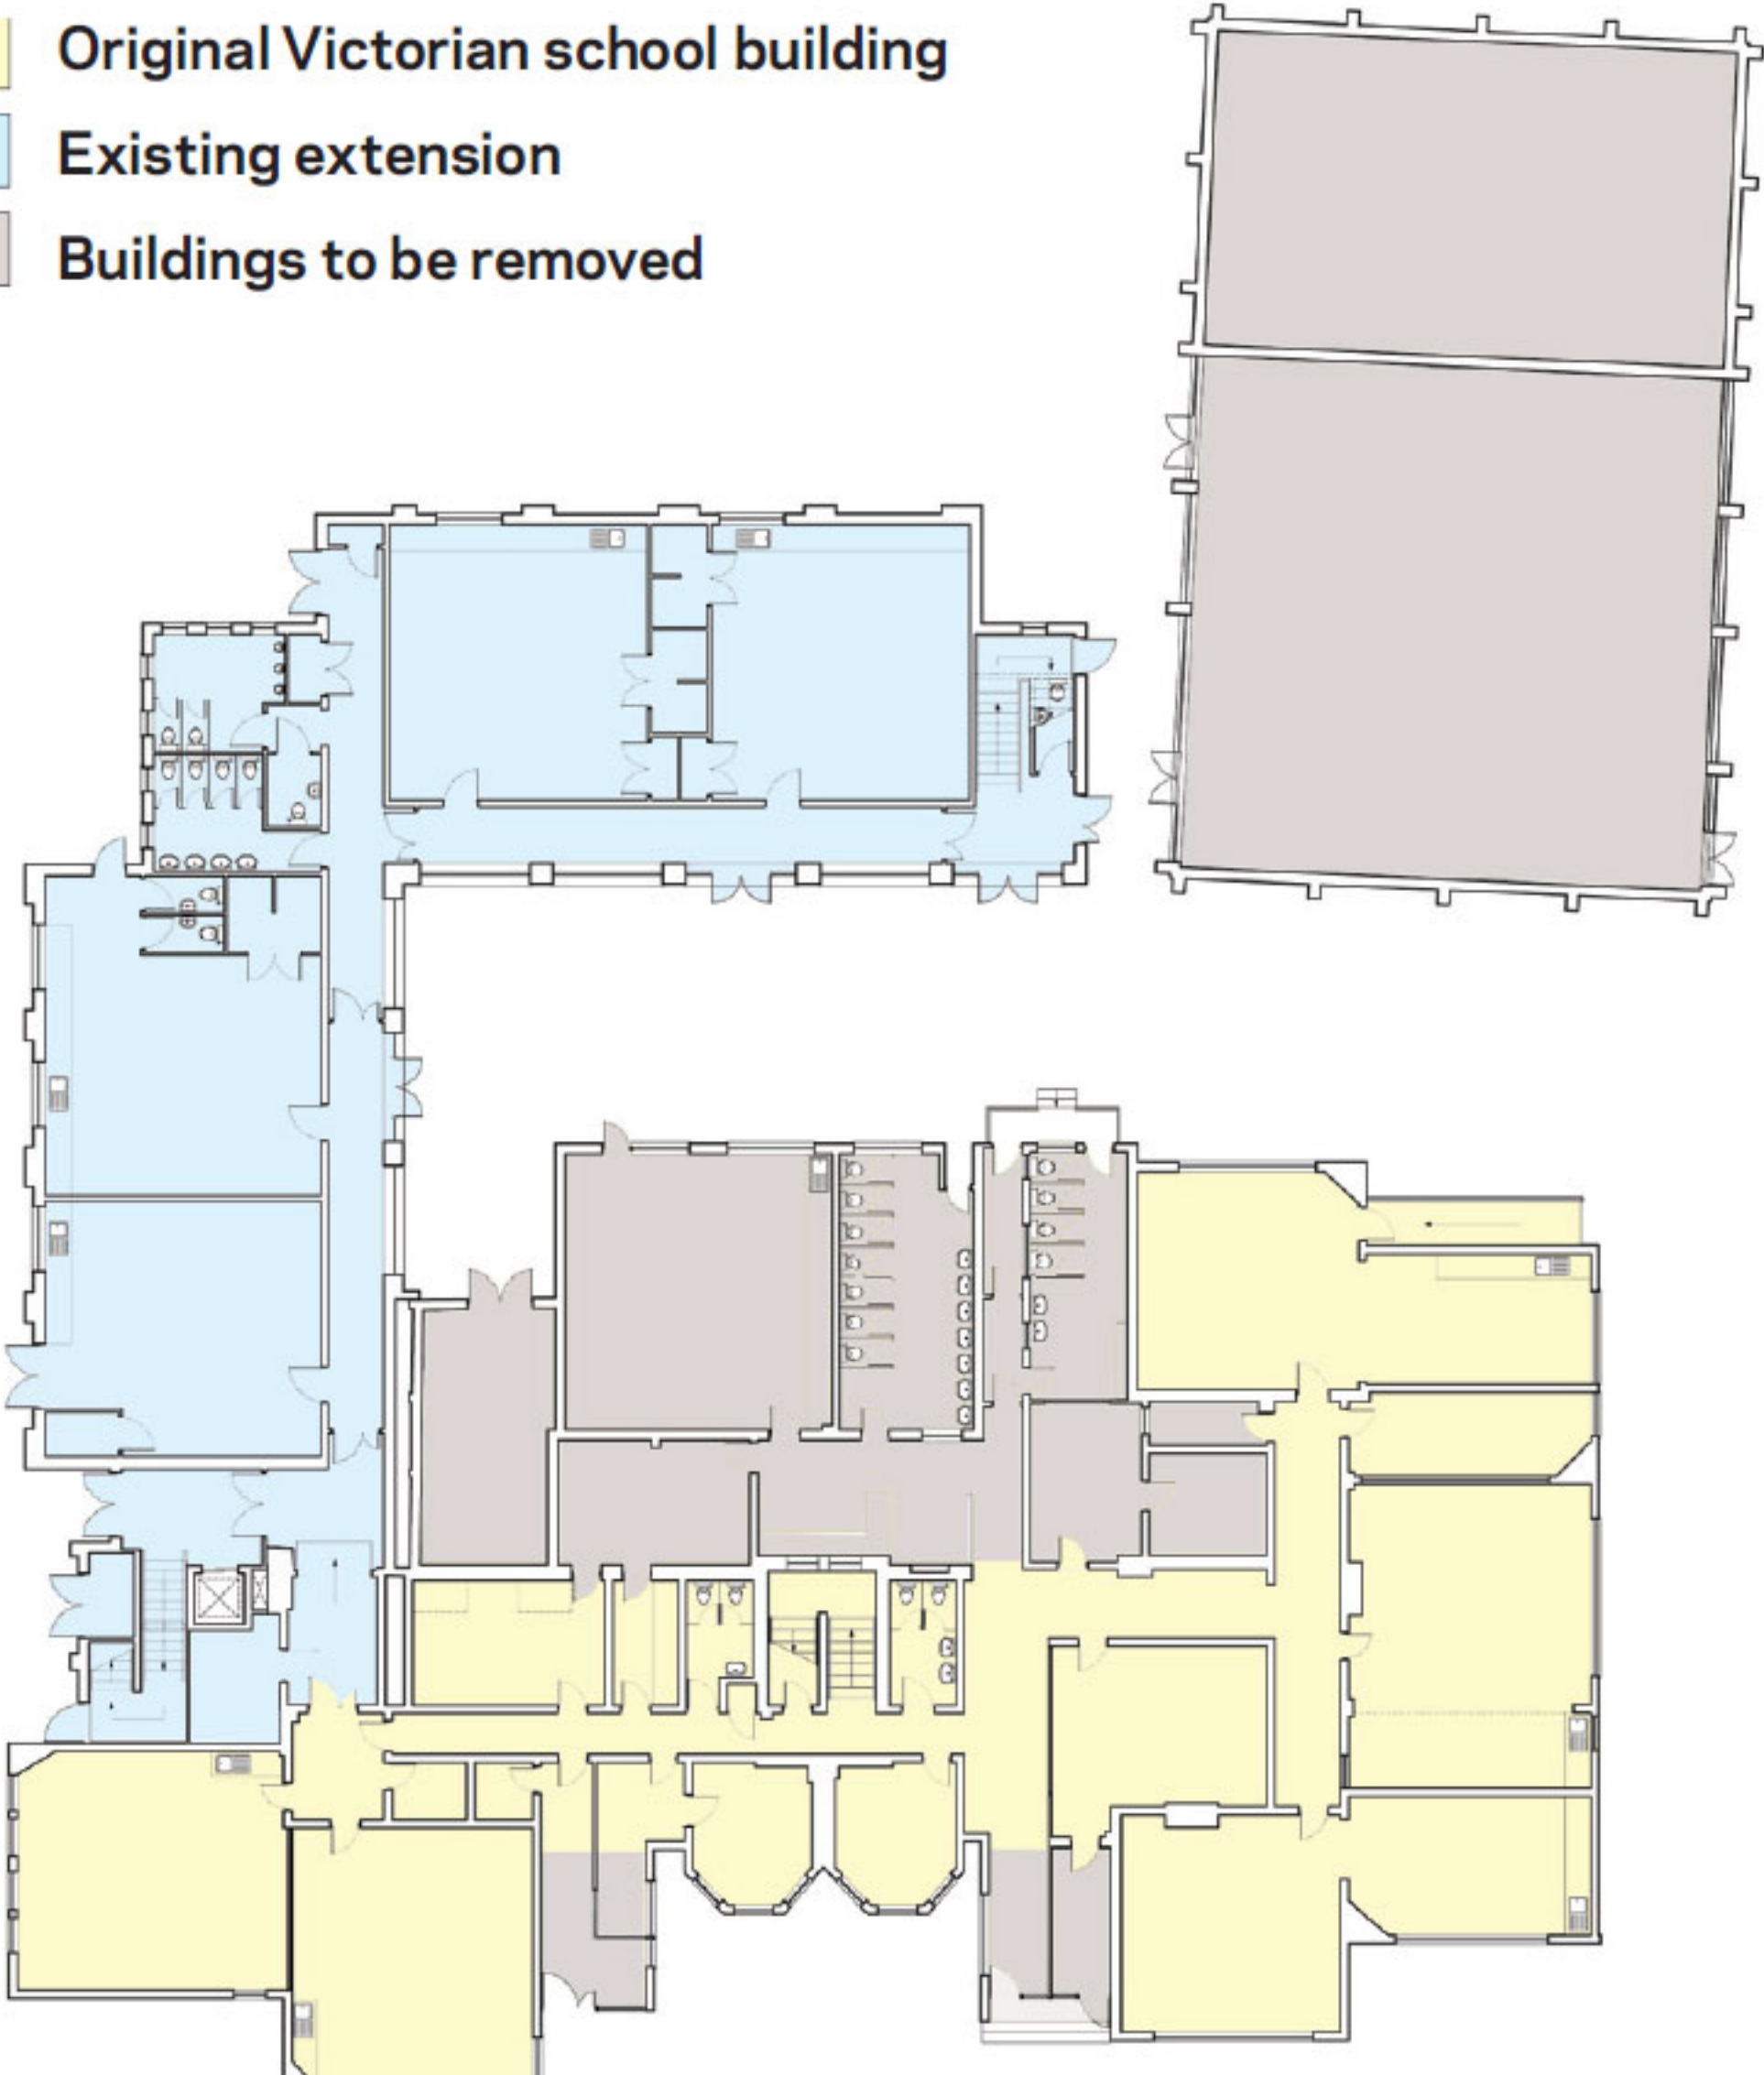 Original Victorian school building
Existing extension
Buildings to be removed